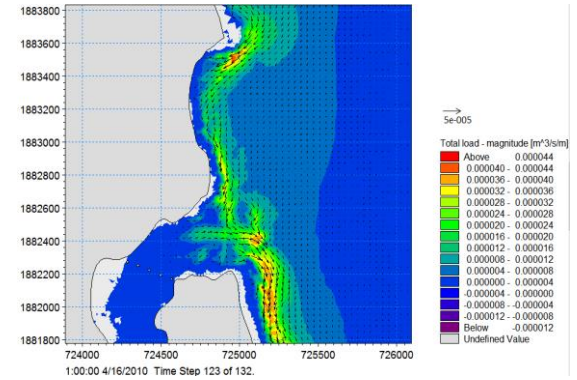 1883800
1883600
1883400
1883200
1883000
1882800
1882600
1882400
1882200
1882000
1881800
724000 724500 725000 725500 726000
1:00:00 4/16/2010 Time Step 123 of 132.
5e-005
Total load - magnitude [m^3/s/m]
Above 0.000044
0.000040 - 0.000044
0.000036 - 0.000040
0.000032 - 0.000036
0.000028 - 0.000032
0.000024 - 0.000028
0.000020 - 0.000024
0.000016 - 0.000020
0.000012 - 0.000016
0.000008 - 0.000012
0.000004 - 0.000008
0.000000 - 0.000004
-0.000004 - 0.000000
-0.000008 - -0.000004
-0.000012 - -0.000008
Below -0.000012
Undefined Value